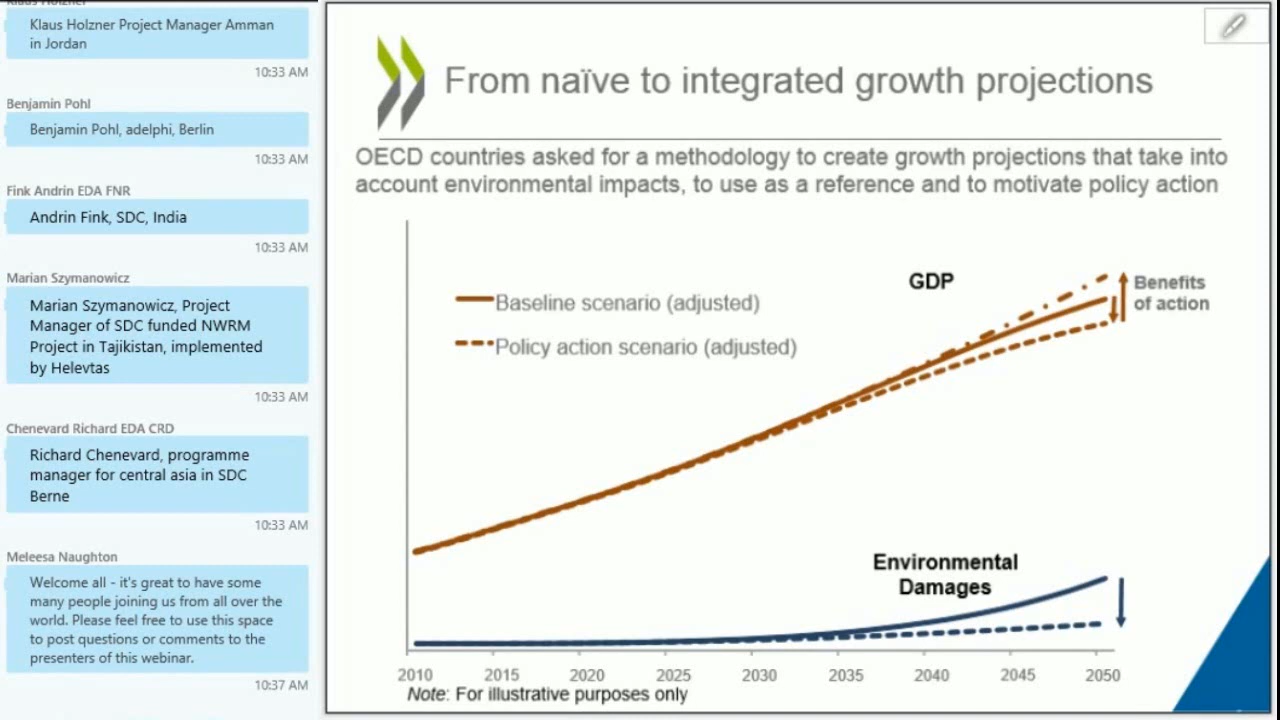 Klaus Holzner
Klaus Holzner Project Manager Amman
in Jordan
10:33 AM
Benjamin Pohl
Benjamin Pohl, adelphi, Berlin
10:33 AM
Fink Andrin EDA FNR
Andrin Fink, SDC, India
10:33 AM
Marian Szymanowicz
Marian Szymanowicz, Project
Manager of SDC funded NWRM
Project in Tajikistan, implemented
by Helevtas
10:33 AM
Chenevard Richard EDA CRD
Richard Chenevard, programme
manager for central asia in SDC
Berne
10:33 AM
Meleesa Naughton
Welcome all - it's great to have some
many people joining us from all over the
world. Please feel free to use this space
to post questions or comments to the
presenters of this webinar.
10:37 AM
From naïve to integrated growth projections
OECD countries asked for a methodology to create growth projections that take into
account environmental impacts, to use as a reference and to motivate policy action
GDP
Benefits
of action
Baseline scenario (adjusted)
Policy action scenario (adjusted)
Environmental
Damages
2010 2015 2020 2025 2030 2035 2040 2045 2050
Note: For illustrative purposes only